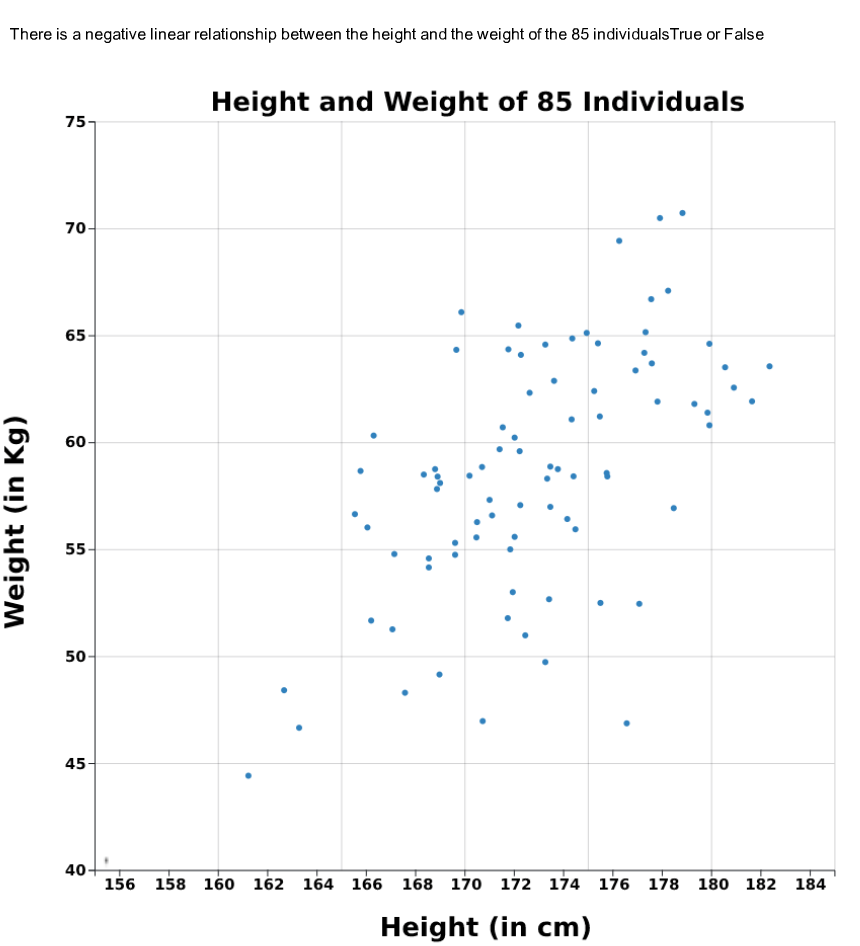 There is a negative linear relationship between the height and the weight of the 85 individualsTrue or False
Height and Weight of 85 Individuals
75
70
65
60
55
50
45
40
Weight (in Kg)
156 158 160 162 164 166 168 170 172 174 176 178 180 182 184
Height (in cm)